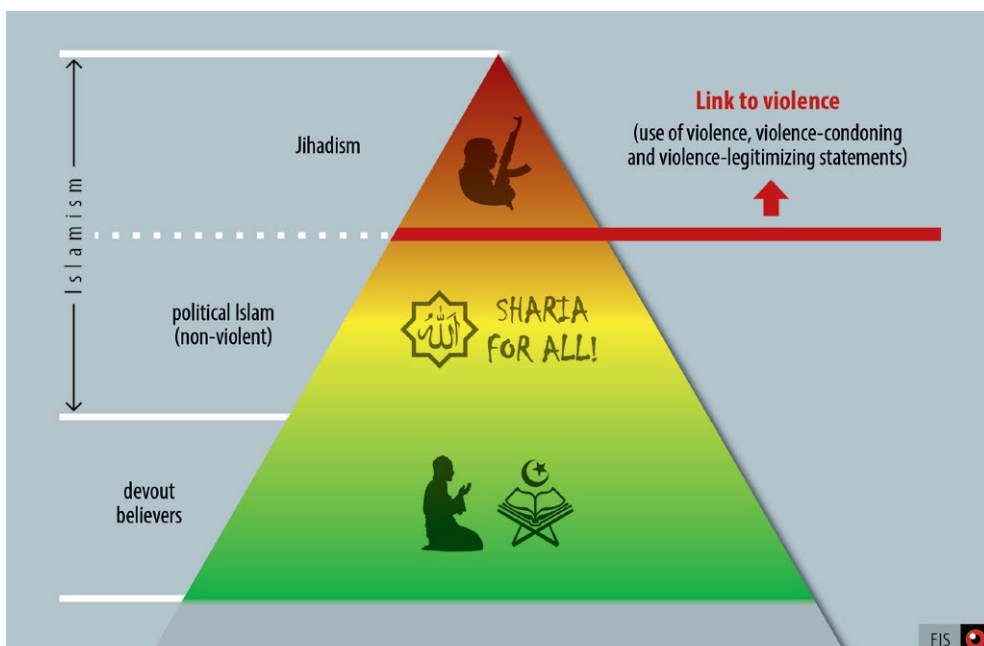 Islamism
Jihadism
Link to violence
(use of violence, violence-condoning
and violence-legitimizing statements)
political Islam
(non-violent)
الله
SHARIA
FOR ALL!
devout
believers
FIS